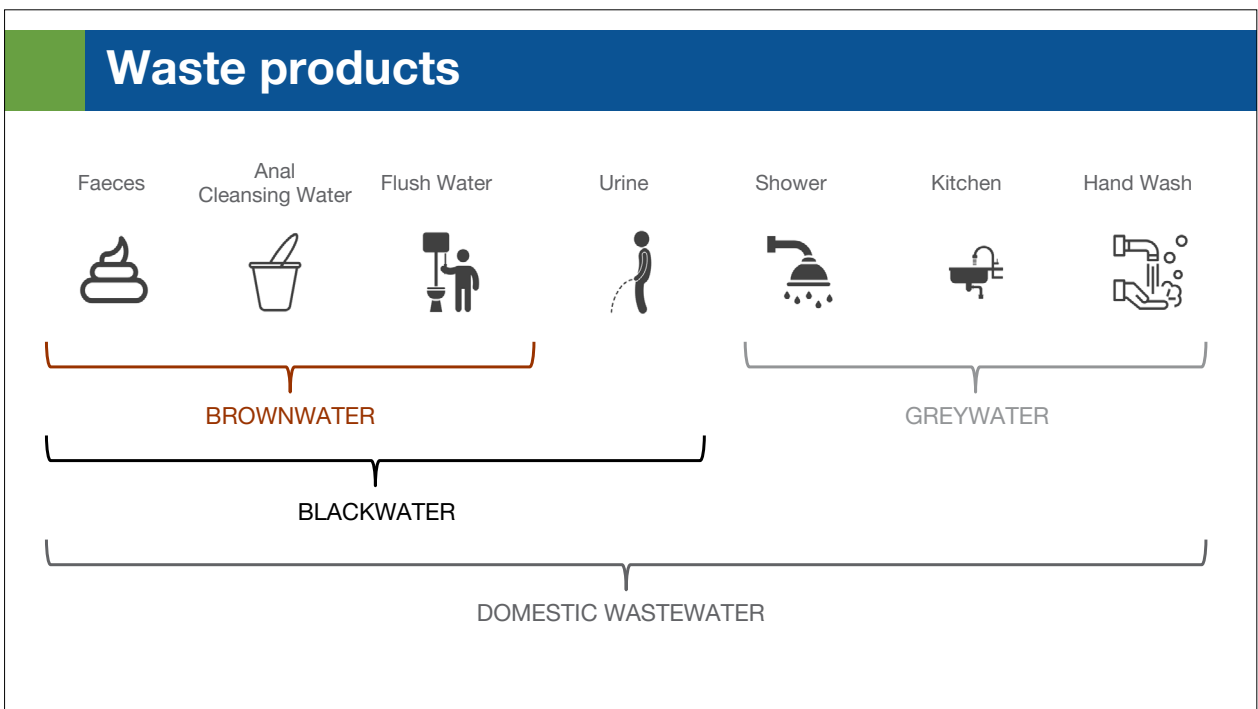 Waste products
Faeces
Anal
Cleansing Water
Flush Water
Urine
Shower
Kitchen
Hand Wash
BROWNWATER
GREYWATER
BLACKWATER
DOMESTIC WASTEWATER